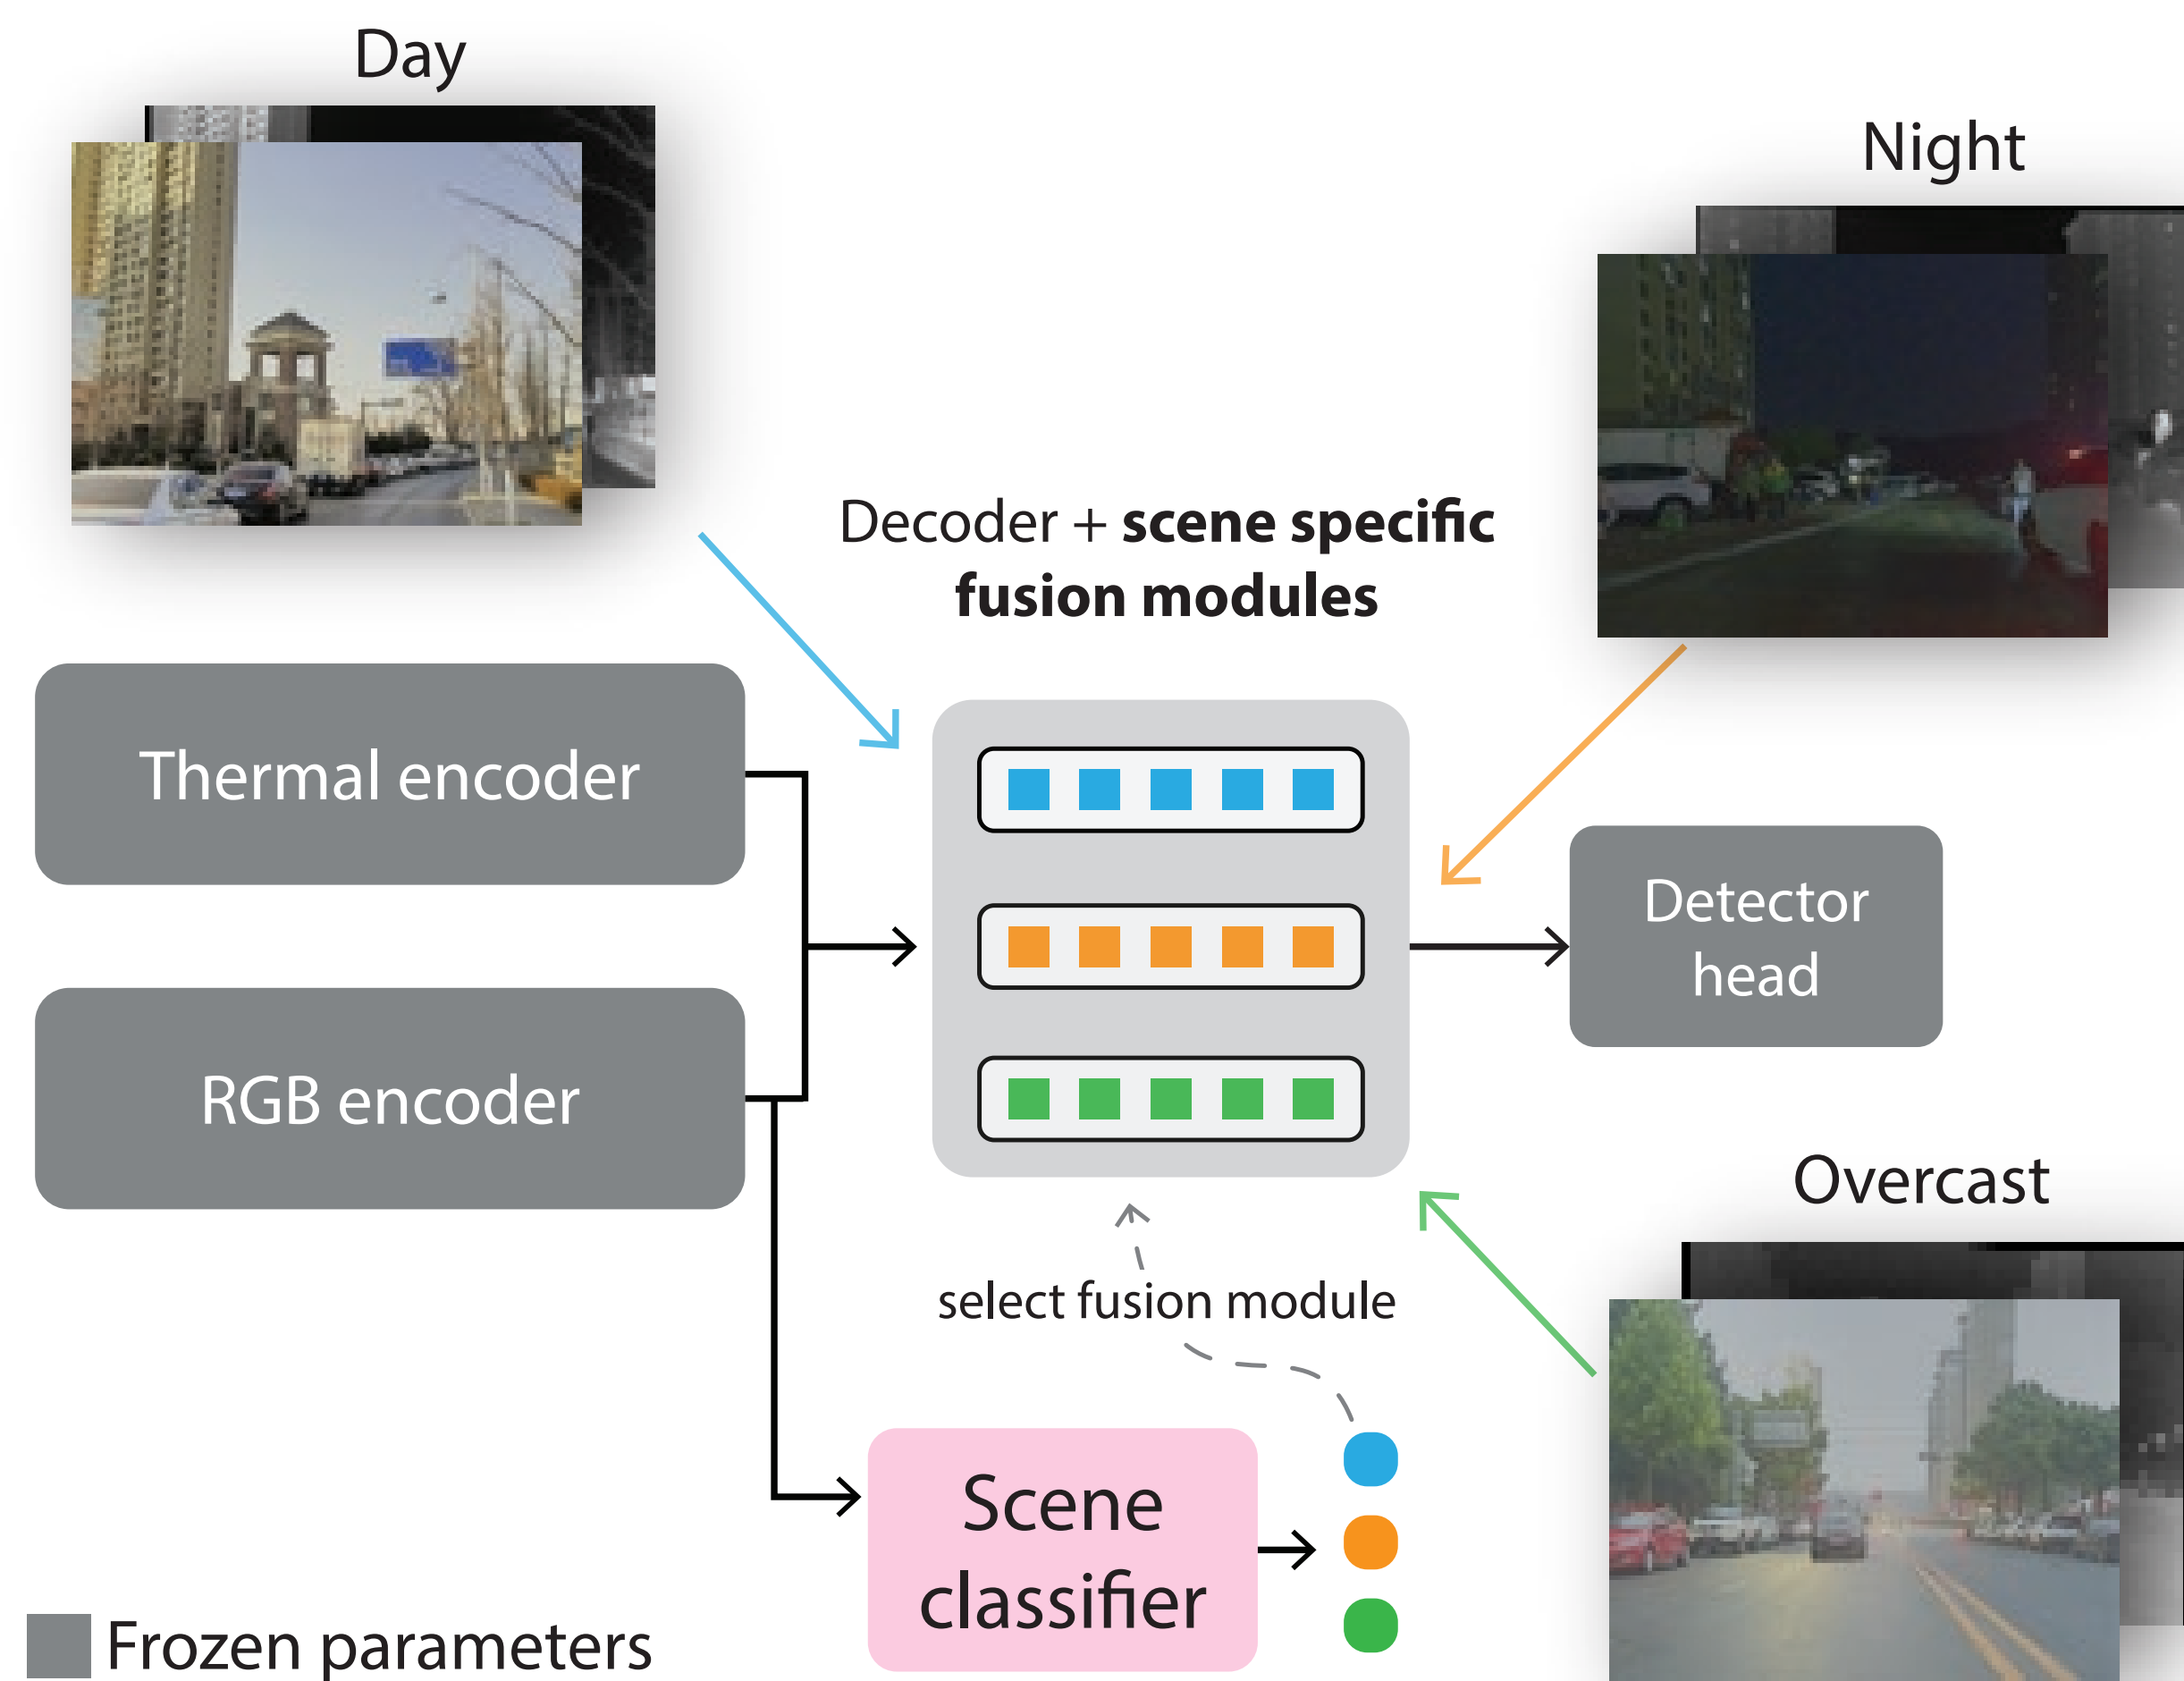 Day
Night
Decoder + scene specific
fusion modules
Thermal encoder
Detector
head
RGB encoder
Overcast
select fusion module
Scene
classifier
Frozen parameters